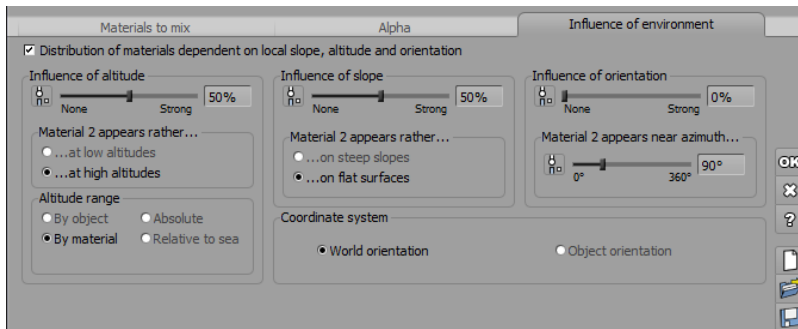 Materials to mix
Alpha
Influence of environment
Distribution of materials dependent on local slope, altitude and orientation
Influence of altitude
50%
None
Strong
Material 2 appears rather...
...at low altitudes
...at high altitudes
Altitude range
By object
Absolute
By material
Relative to sea
Influence of slope
50%
None
Strong
Material 2 appears rather...
...on steep slopes
...on flat surfaces
Influence of orientation
0%
None
Strong
Material 2 appears near azimuth...
90°
0°
360°
Coordinate system
World orientation
Object orientation
OK
?